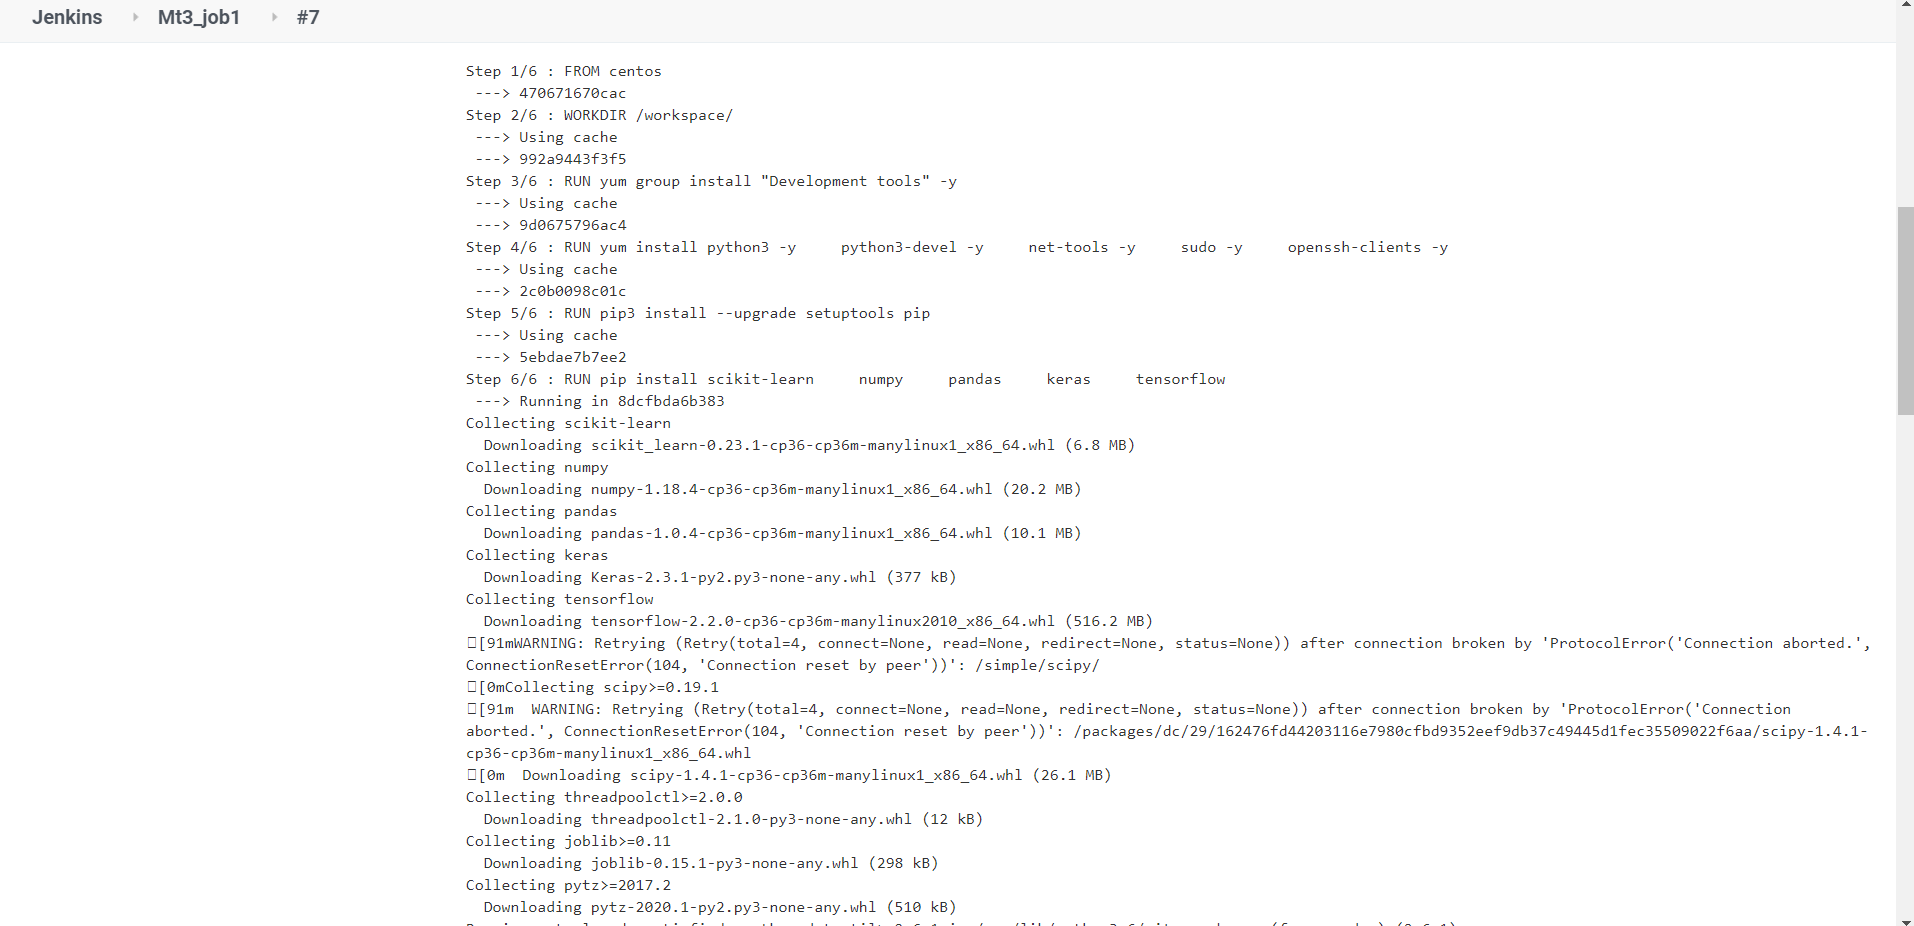 Jenkins Mt3_job1 #7
Step 1/6 : FROM centos
 ---> 470671670cac
Step 2/6 : WORKDIR /workspace/
 ---> Using cache
 ---> 992a9443f3f5
Step 3/6 : RUN yum group install "Development tools" -y
 ---> Using cache
 ---> 9d0675796ac4
Step 4/6 : RUN yum install python3 -y     python3-devel -y     net-tools -y     sudo -y     openssh-clients -y
 ---> Using cache
 ---> 2c0b0098c01c
Step 5/6 : RUN pip3 install --upgrade setuptools pip
 ---> Using cache
 ---> 5ebdae7b7ee2
Step 6/6 : RUN pip install scikit-learn     numpy     pandas     keras     tensorflow
 ---> Running in 8dcfbda6b383
Collecting scikit-learn
  Downloading scikit_learn-0.23.1-cp36-cp36m-manylinux1_x86_64.whl (6.8 MB)
Collecting numpy
  Downloading numpy-1.18.4-cp36-cp36m-manylinux1_x86_64.whl (20.2 MB)
Collecting pandas
  Downloading pandas-1.0.4-cp36-cp36m-manylinux1_x86_64.whl (10.1 MB)
Collecting keras
  Downloading Keras-2.3.1-py2.py3-none-any.whl (377 kB)
Collecting tensorflow
  Downloading tensorflow-2.2.0-cp36-cp36m-manylinux2010_x86_64.whl (516.2 MB)
[91mWARNING: Retrying (Retry(total=4, connect=None, read=None, redirect=None, status=None)) after connection broken by 'ProtocolError('Connection aborted.',
ConnectionResetError(104, 'Connection reset by peer'))': /simple/scipy/
[0mCollecting scipy>=0.19.1
[91m  WARNING: Retrying (Retry(total=4, connect=None, read=None, redirect=None, status=None)) after connection broken by 'ProtocolError('Connection
aborted.', ConnectionResetError(104, 'Connection reset by peer'))': /packages/dc/29/162476fd44203116e7980cfbd9352eef9db37c49445d1fec35509022f6aa/scipy-1.4.1-
cp36-cp36m-manylinux1_x86_64.whl
[0m  Downloading scipy-1.4.1-cp36-cp36m-manylinux1_x86_64.whl (26.1 MB)
Collecting threadpoolctl>=2.0.0
  Downloading threadpoolctl-2.1.0-py3-none-any.whl (12 kB)
Collecting joblib>=0.11
  Downloading joblib-0.15.1-py3-none-any.whl (298 kB)
Collecting pytz>=2017.2
  Downloading pytz-2020.1-py2.py3-none-any.whl (510 kB)